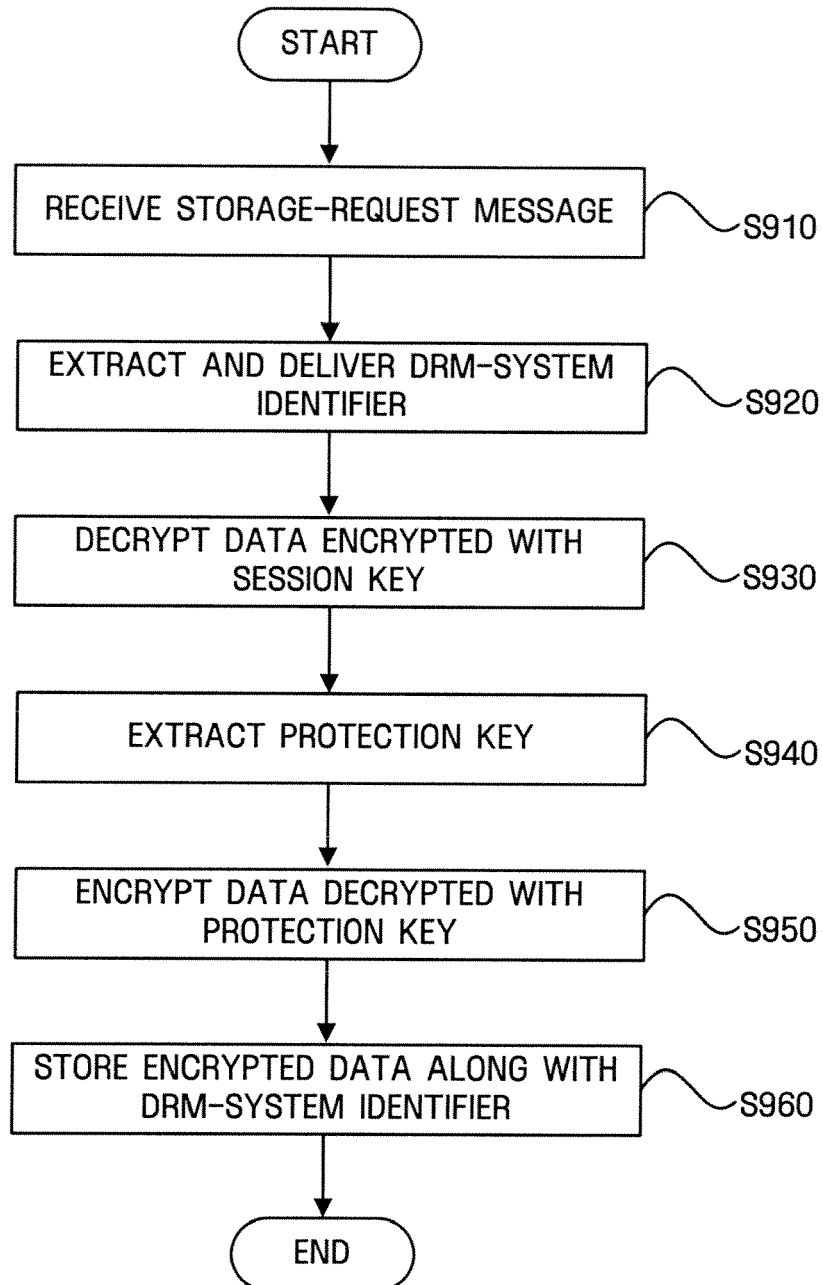 START
RECEIVE STORAGE-REQUEST MESSAGE
S910
EXTRACT AND DELIVER DRM-SYSTEM
IDENTIFIER
S920
DECRYPT DATA ENCRYPTED WITH
SESSION KEY
S930
EXTRACT PROTECTION KEY
S940
ENCRYPT DATA DECRYPTED WITH
PROTECTION KEY
S950
STORE ENCRYPTED DATA ALONG WITH
DRM-SYSTEM IDENTIFIER
S960
END